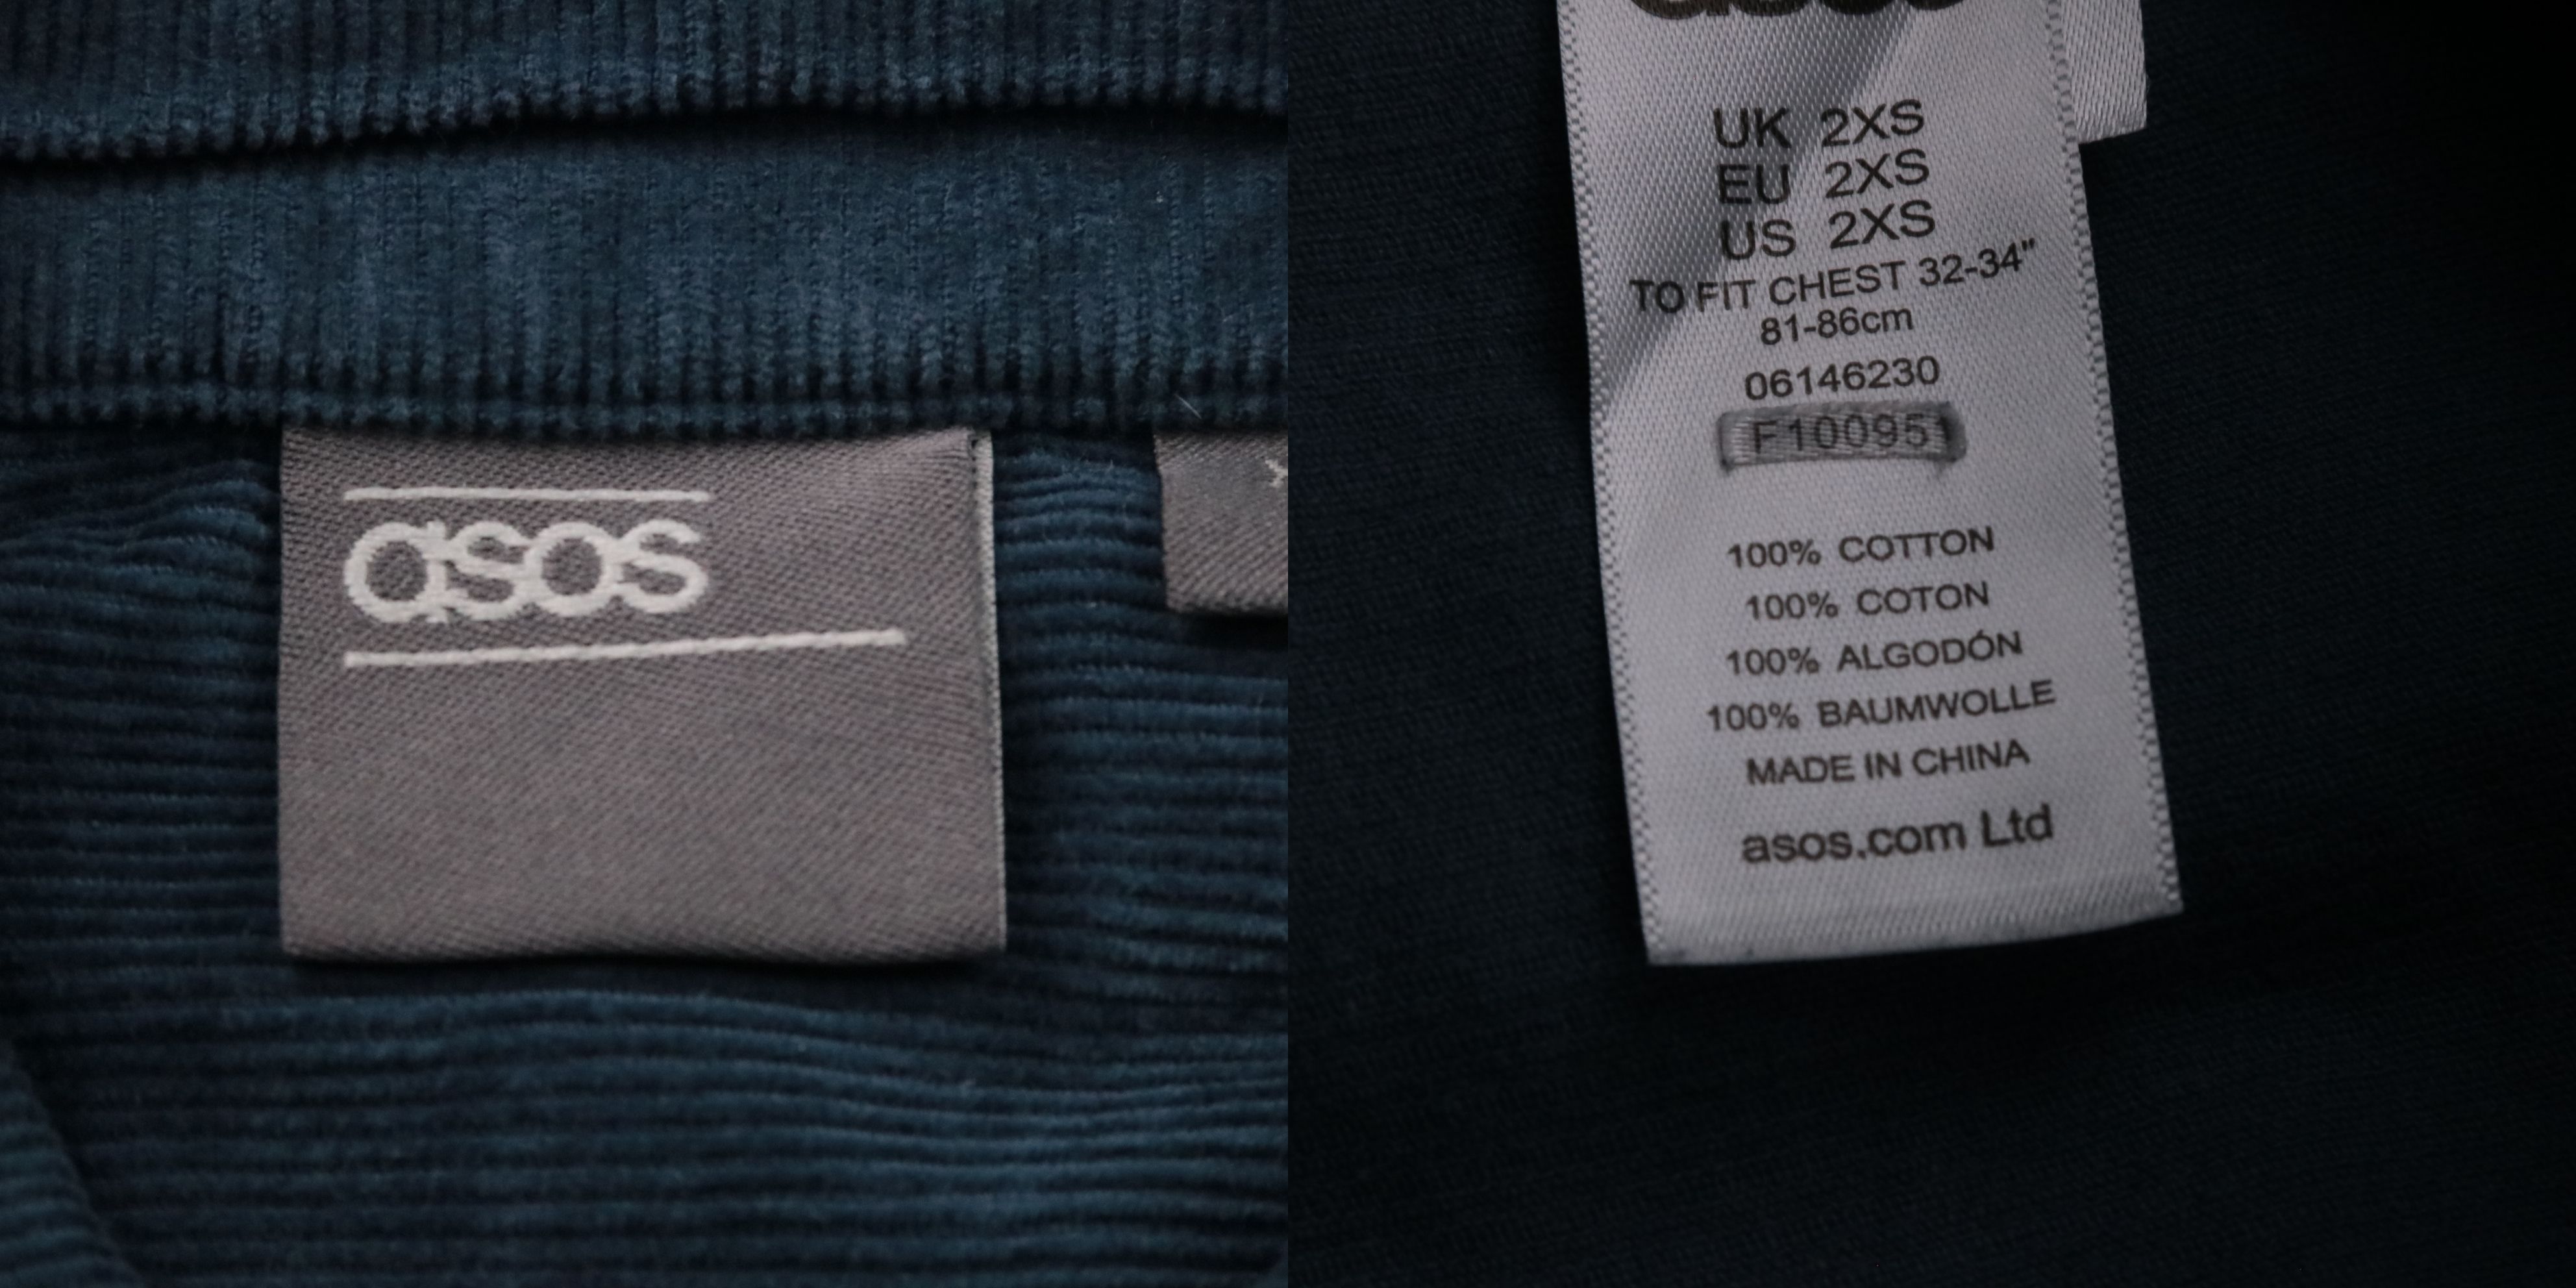 asos
UK 2XS
EU 2XS
US 2XS
TO FIT CHEST 32-34"
81-86cm
06146230
F100951
100% COTTON
100% COTON
100% ALGODÓN
100% BAUMWOLLE
MADE IN CHINA
asos.com Ltd